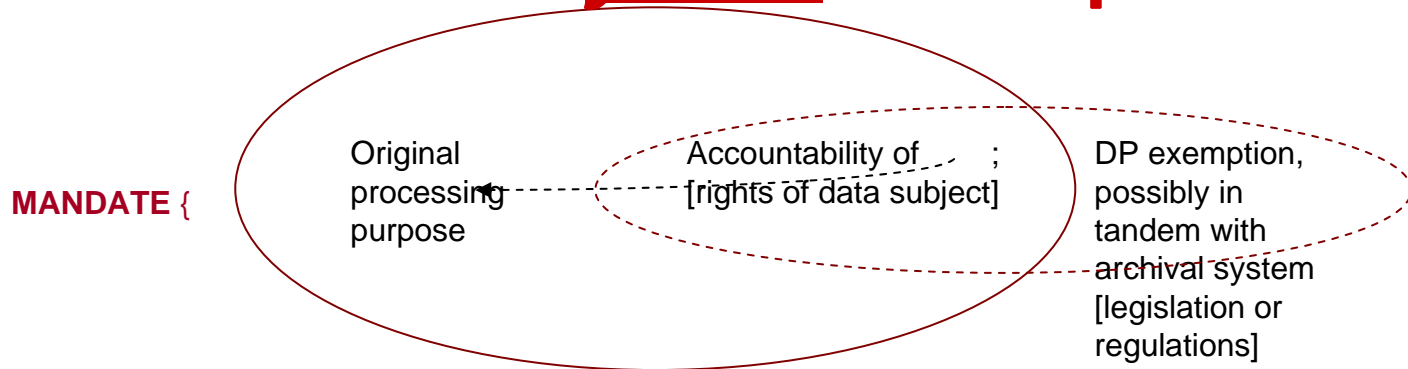 MANDATE {
Original
processing
purpose
Accountability of ;
[rights of data subject]
DP exemption,
possibly in
tandem with
archival system
[legislation or
regulations]